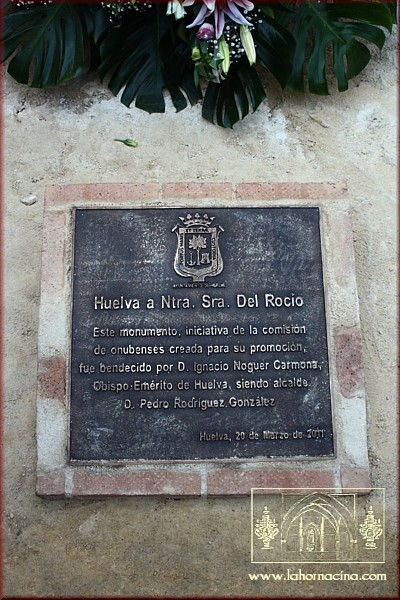 Huelva a Ntra. Sra. Del Rocio
Este monumento, iniciativa de la comisión
de onubenses creada para su promoción,
fue bendecido por D. Ignacio Noguer Carmona,
Obispo Emérito de Huelva, siendo alcalde
D. Pedro Rodríguez González
Huelva, 20 de Marzo de 2011
www.lahornacina.com